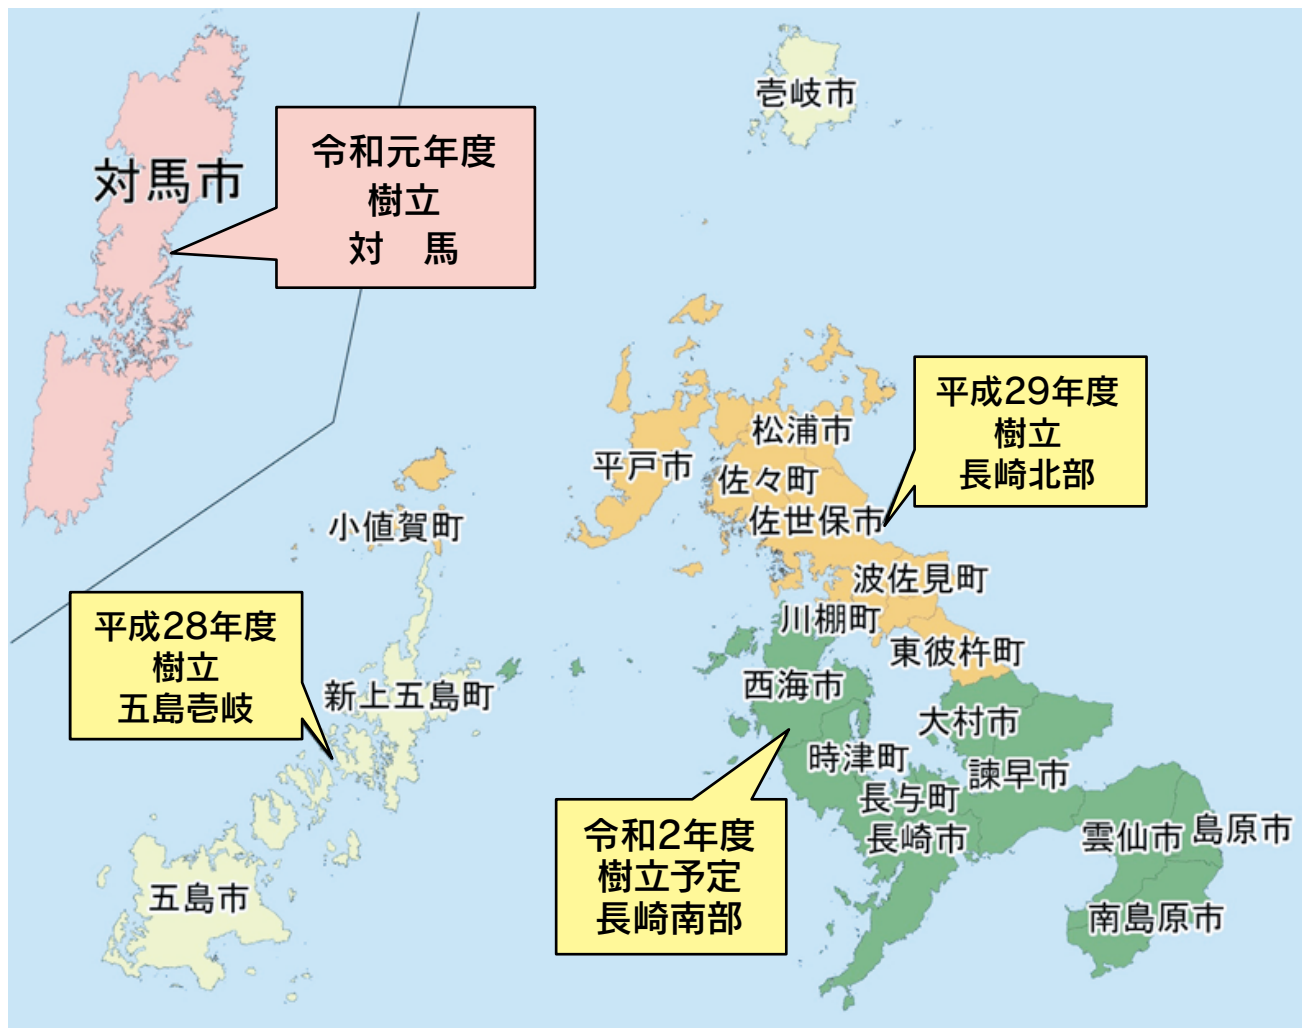 壱岐市
令和元年度
樹立
対　馬
対馬市
平成29年度
樹立
長崎北部
松浦市
平戸市
佐々町
佐世保市
小値賀町
波佐見町
川棚町
東彼杵町
平成28年度
樹立
五島壱岐
新上五島町
西海市
大村市
時津町
諫早市
長与町
長崎市
令和2年度
樹立予定
長崎南部
雲仙市
島原市
五島市
南島原市